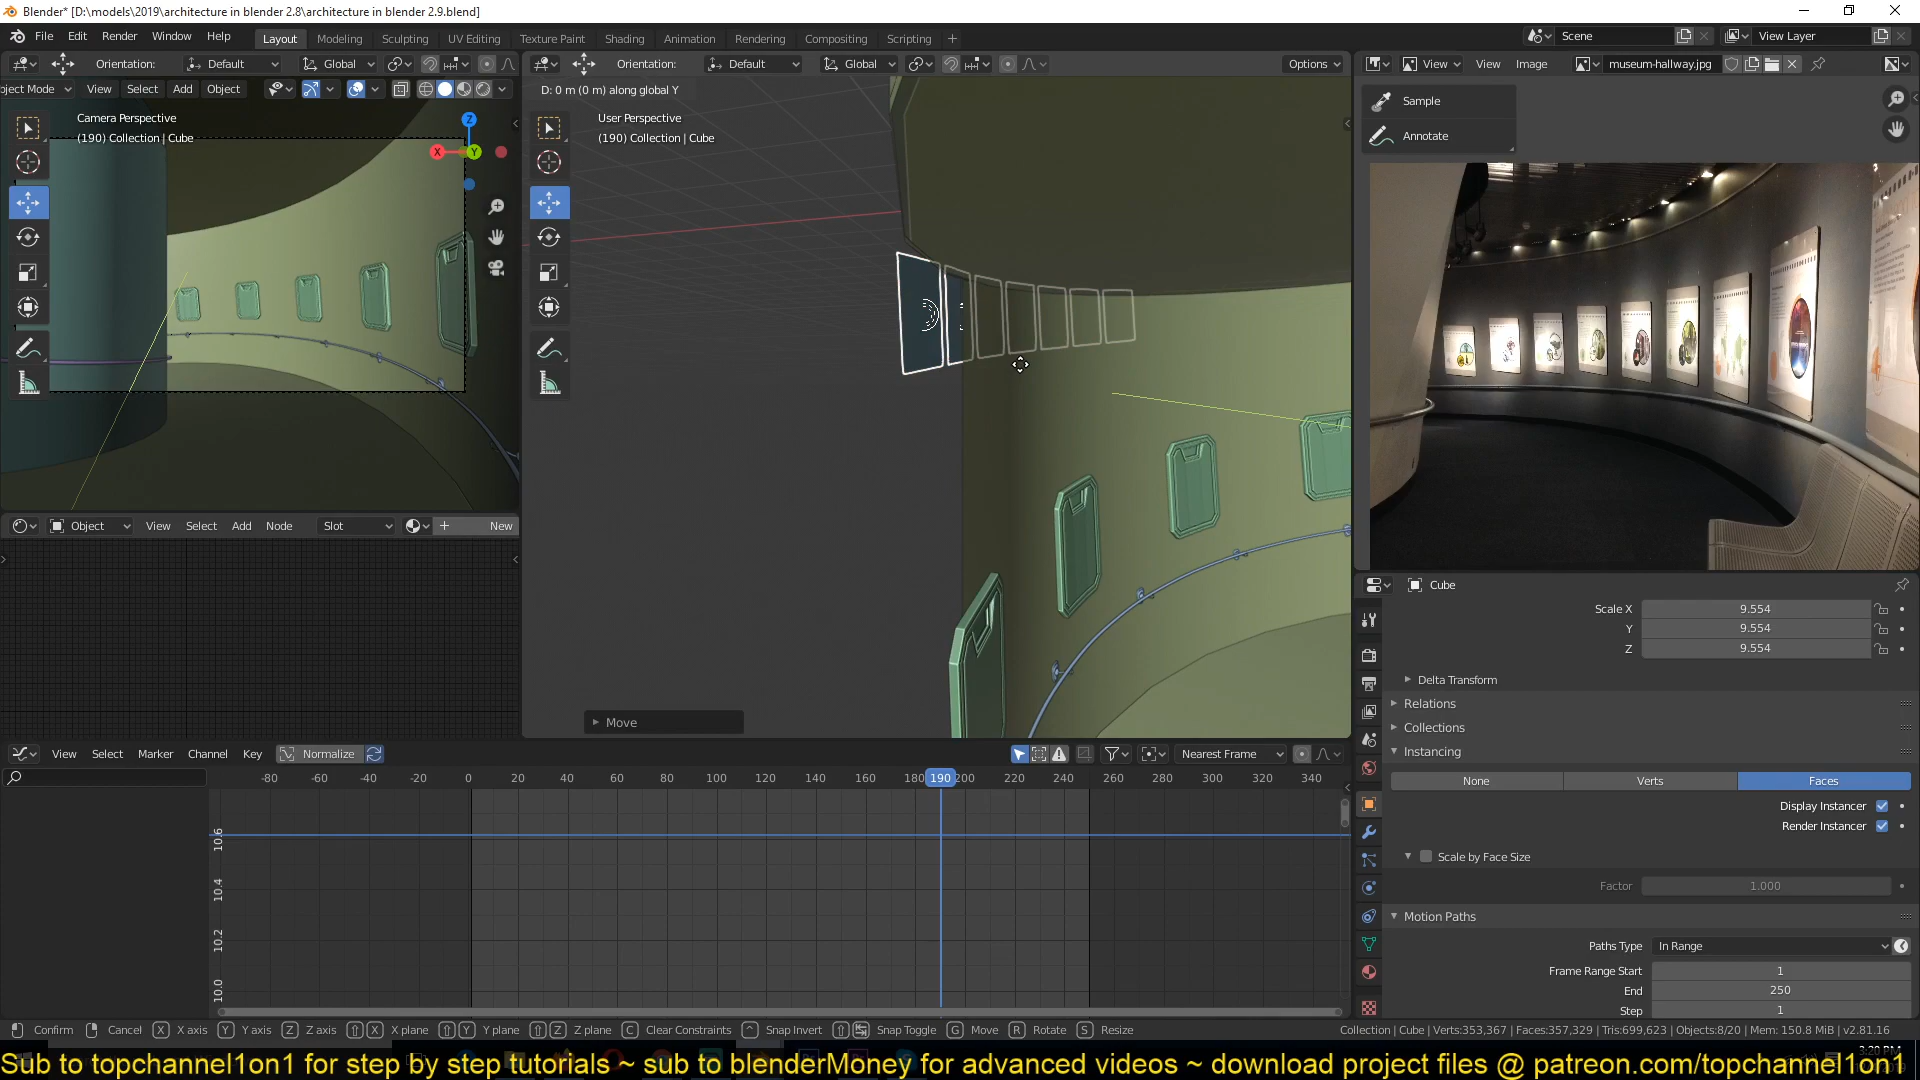 Blender* [D:\models\2019\architecture in blender 2.8\architecture in blender 2.9.blend]
File Edit Render Window Help Layout Modeling Sculpting UV Editing Texture Paint Shading Animation Rendering Compositing Scripting + Scene View Layer
Orientation: Default Global Orientation: Default Global Options View View Image museum-hallway.jpg
ject Mode View Select Add Object D: 0 m (0 m) along global Y
Camera Perspective
(190) Collection | Cube
User Perspective
(190) Collection | Cube
Z
X
Y
Sample
Annotate
Object View Select Add Node Slot New
Move
Cube
Scale X 9.554
Y 9.554
Z 9.554
Delta Transform
Relations
Collections
Instancing
None Verts Faces
Display Instancer
Render Instancer
Scale by Face Size
Factor 1.000
Motion Paths
Paths Type In Range
Frame Range Start 1
End 250
Step 1
View Select Marker Channel Key Normalize Nearest Frame
-80 -60 -40 -20 0 20 40 60 80 100 120 140 160 180 190 200 220 240 260 280 300 320 340
10.6
10.4
10.2
10.0
Confirm Cancel X X axis Y Y axis Z Z axis X X plane Y Y plane Z Z plane C Clear Constraints Snap Invert Snap Toggle G Move R Rotate S Resize Collection | Cube | Verts:353,367 | Faces:357,329 | Tris:699,623 | Objects:8/20 | Mem: 150.8 MiB | v2.81.16
3:20 PM
Sub to topchannel1on1 for step by step tutorials ~ sub to blenderMoney for advanced videos ~ download project files @ patreon.com/topchannel1on1